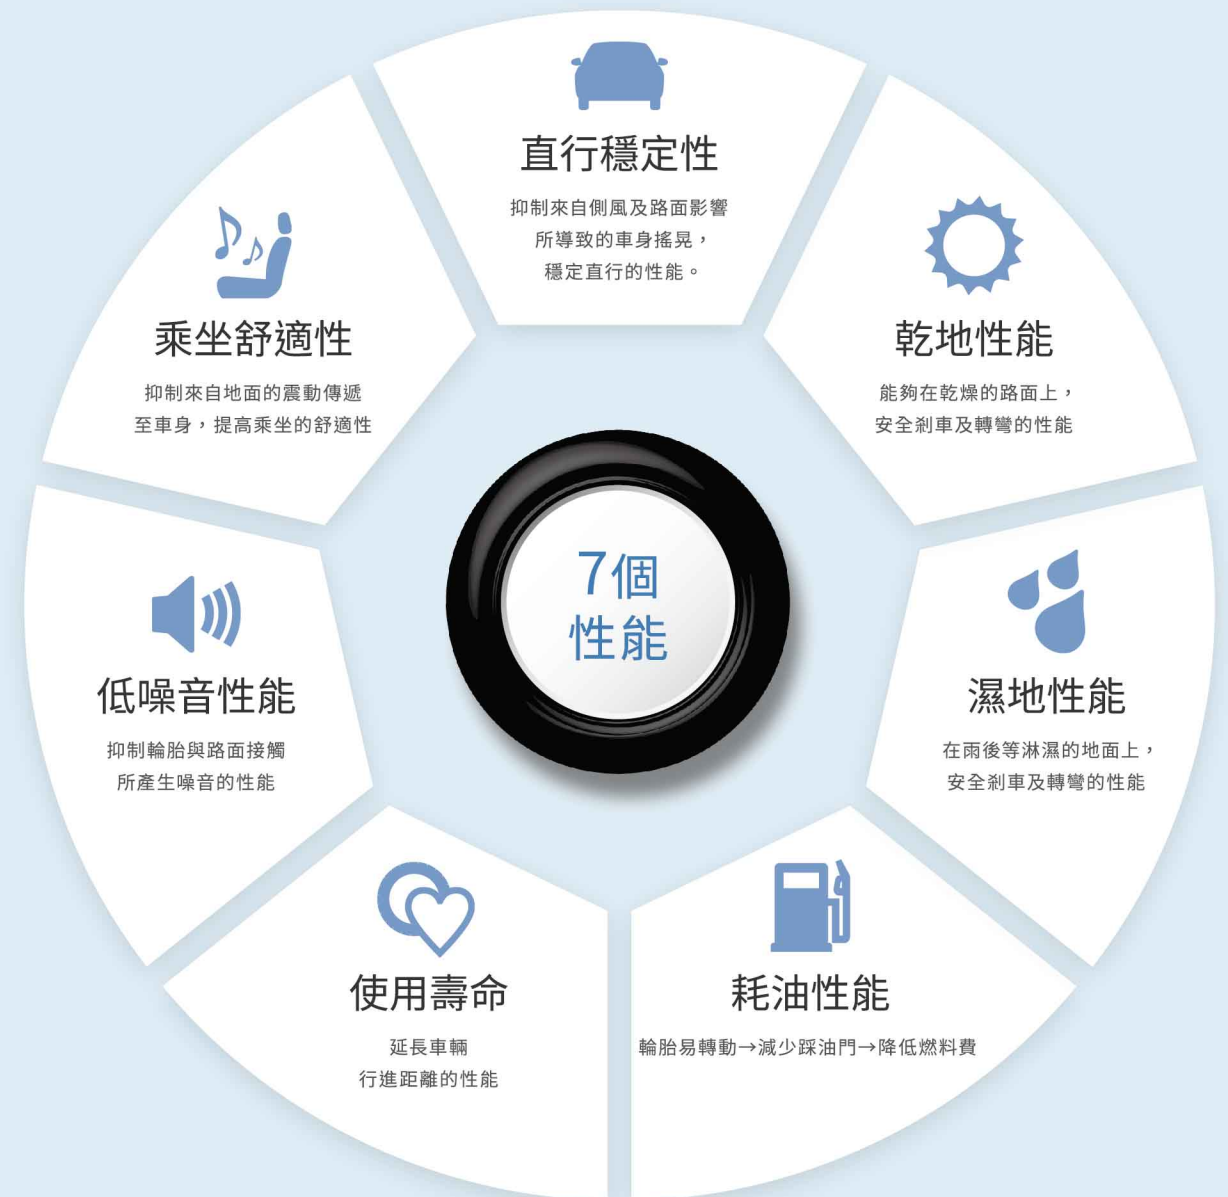 直行穩定性
抑制來自側風及路面影響
所導致的車身搖晃，
穩定直行的性能。
乾地性能
能夠在乾燥的路面上，
安全剎車及轉彎的性能
濕地性能
在雨後等淋濕的地面上，
安全剎車及轉彎的性能
耗油性能
輪胎易轉動→減少踩油門→降低燃料費
使用壽命
延長車輛
行進距離的性能
低噪音性能
抑制輪胎與路面接觸
所產生噪音的性能
乘坐舒適性
抑制來自地面的震動傳遞
至車身，提高乘坐的舒適性
7個
性能